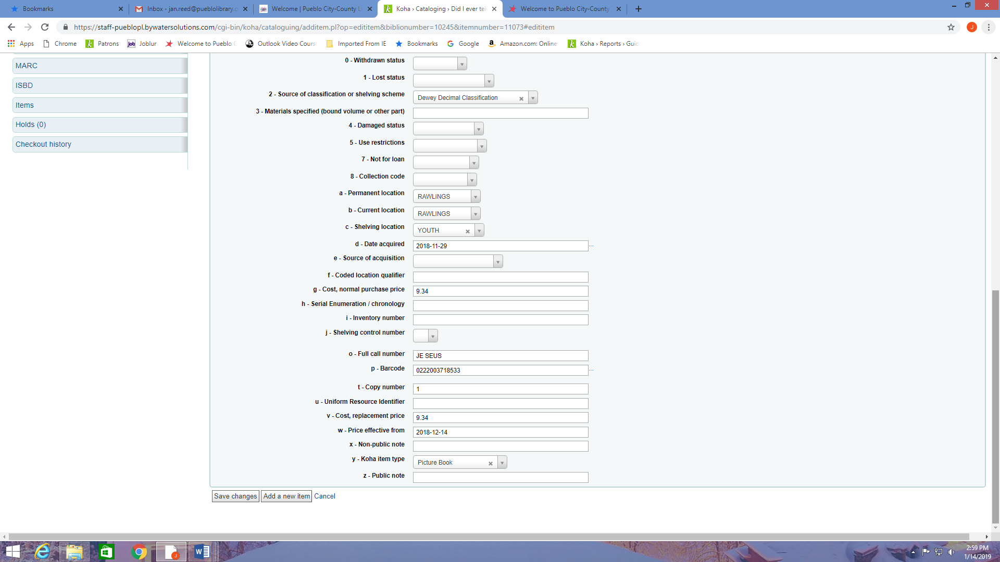 Bookmarks
Inbox - jan.reed@pueblolibrary.o
Welcome | Pueblo City-County Li
Koha › Cataloging › Did I ever tell
Welcome to Pueblo City-County
https://staff-pueblopl.bywatersolutions.com/cgi-bin/koha/cataloguing/additem.pl?op=edititem&biblionumber=10245&itemnumber=11073#edititem
J
Apps
Chrome
Patrons
Joblur
Welcome to Pueblo C
Outlook Video Cours
Imported From IE
Bookmarks
Google
Amazon.com: Online
Koha › Reports › Guid
MARC
ISBD
Items
Holds (0)
Checkout history
0 - Withdrawn status
1 - Lost status
2 - Source of classification or shelving scheme Dewey Decimal Classification
3 - Materials specified (bound volume or other part)
4 - Damaged status
5 - Use restrictions
7 - Not for loan
8 - Collection code
a - Permanent location RAWLINGS
b - Current location RAWLINGS
c - Shelving location YOUTH
d - Date acquired 2018-11-29 ...
e - Source of acquisition
f - Coded location qualifier
g - Cost, normal purchase price 9.34
h - Serial Enumeration / chronology
i - Inventory number
j - Shelving control number
o - Full call number JE SEUS
p - Barcode 0222003718533 ...
t - Copy number 1
u - Uniform Resource Identifier
v - Cost, replacement price 9.34
w - Price effective from 2018-12-14
x - Non-public note
y - Koha item type Picture Book
z - Public note
Save changes Add a new item Cancel
2:59 PM
1/14/2019